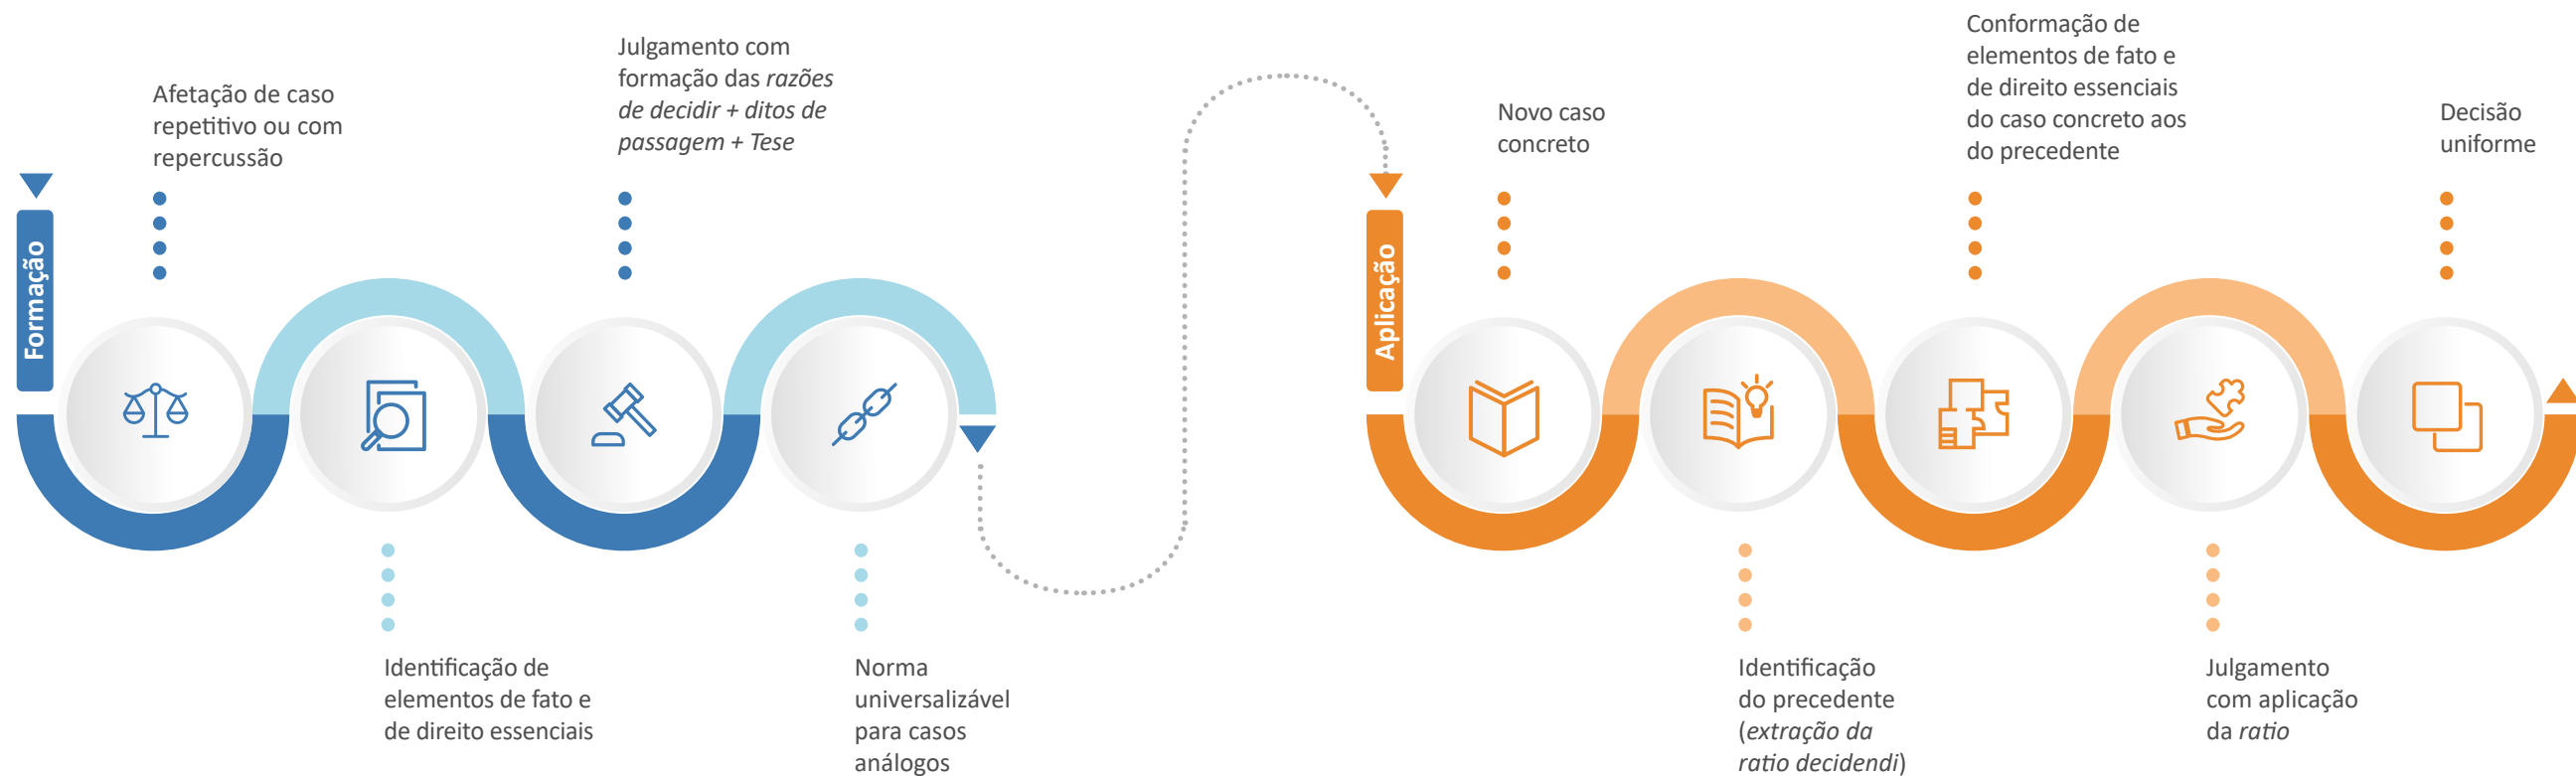 Formação
Afetação de caso
repetitivo ou com
repercussão
Identificação de
elementos de fato e
de direito essenciais
Julgamento com
formação das razões
de decidir + ditos de
passagem + Tese
Norma
universalizável
para casos
análogos
Aplicação
Novo caso
concreto
Identificação
do precedente
(extração da
ratio decidendi)
Conformação de
elementos de fato e
de direito essenciais
do caso concreto aos
do precedente
Julgamento
com aplicação
da ratio
Decisão
uniforme